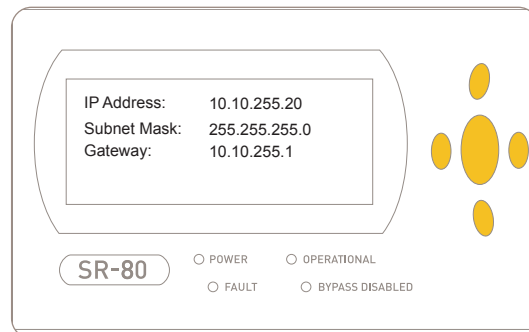 IP Address: 10.10.255.20
Subnet Mask: 255.255.255.0
Gateway: 10.10.255.1
SR-80
POWER OPERATIONAL
FAULT BYPASS DISABLED